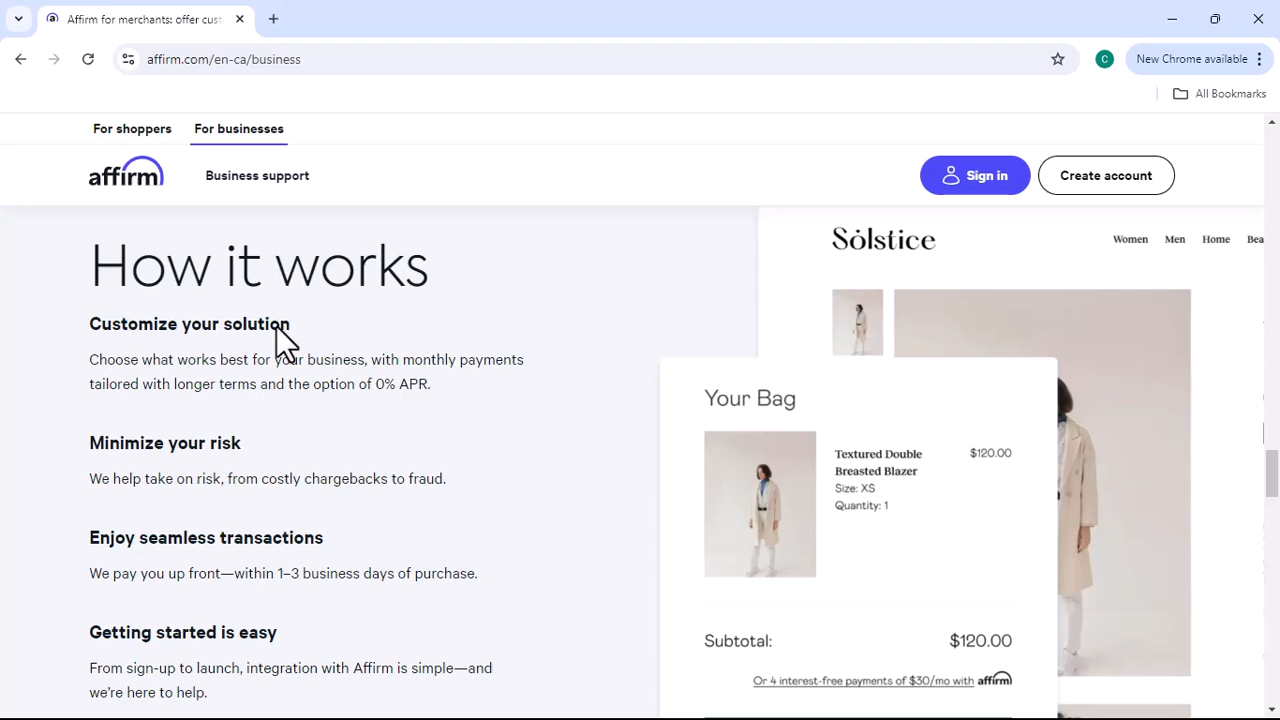 Affirm for merchants: offer cust
affirm.com/en-ca/business
C
New Chrome available
All Bookmarks
For shoppers
For businesses
affirm
Business support
Sign in
Create account
How it works
Customize your solution
Choose what works best for your business, with monthly payments
tailored with longer terms and the option of 0% APR.
Minimize your risk
We help take on risk, from costly chargebacks to fraud.
Enjoy seamless transactions
We pay you up front—within 1–3 business days of purchase.
Getting started is easy
From sign-up to launch, integration with Affirm is simple—and
we're here to help.
Sólstice
Women Men Home Bea
Your Bag
Textured Double
Breasted Blazer
$120.00
Size: XS
Quantity: 1
Subtotal: $120.00
Or 4 interest-free payments of $30/mo with affirm